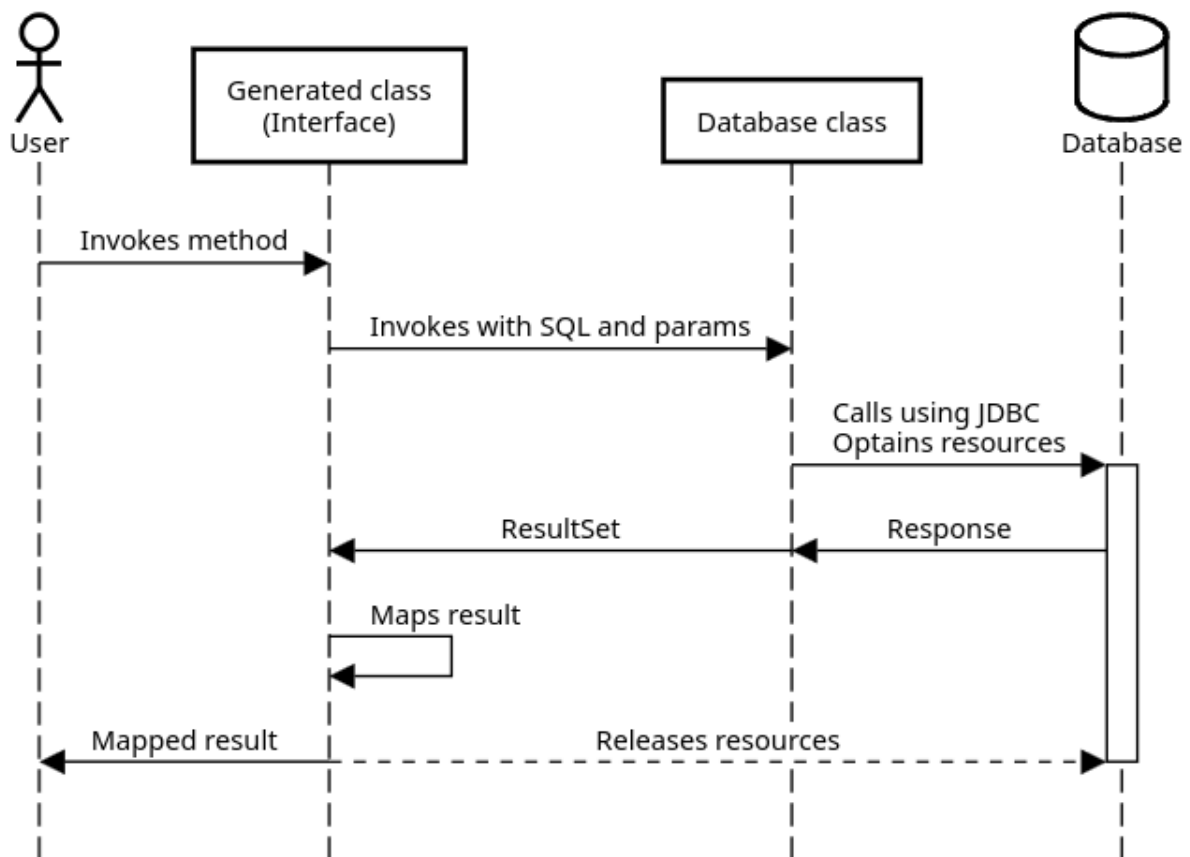 User
Generated class
(Interface)
Database class
Database
Invokes method
Invokes with SQL and params
Calls using JDBC
Optains resources
ResultSet
Response
Maps result
Mapped result
Releases resources